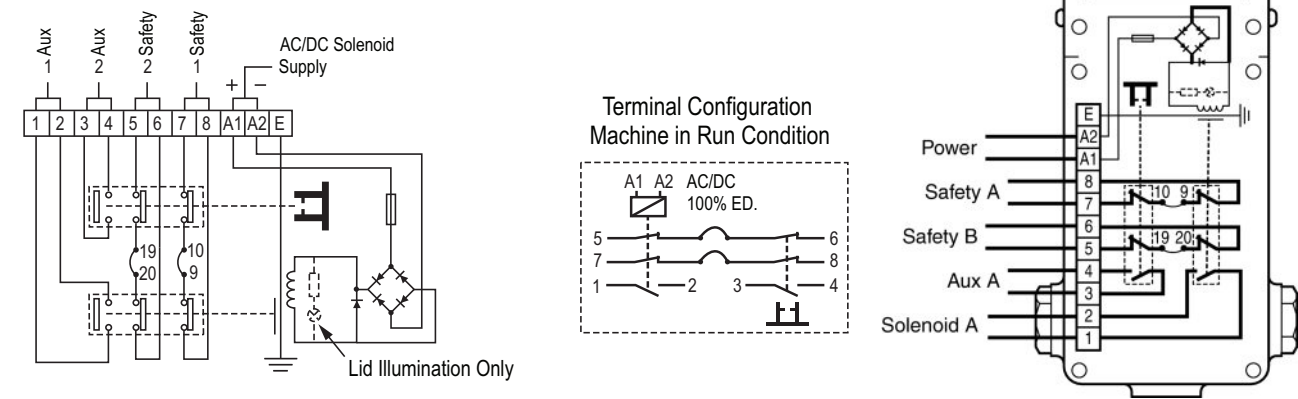 Aux
1
Aux
2
Safety
2
Safety
1
AC/DC Solenoid
Supply
+ −
1 2 3 4 5 6 7 8 A1 A2 E
19
20
10
9
Lid Illumination Only
Terminal Configuration
Machine in Run Condition
A1 A2 AC/DC
100% ED.
5 6
7 8
1 2 3 4
E
Power
A2
A1
Safety A
8
7
10 9
Safety B
6
5
19 20
Aux A
4
3
Solenoid A
2
1